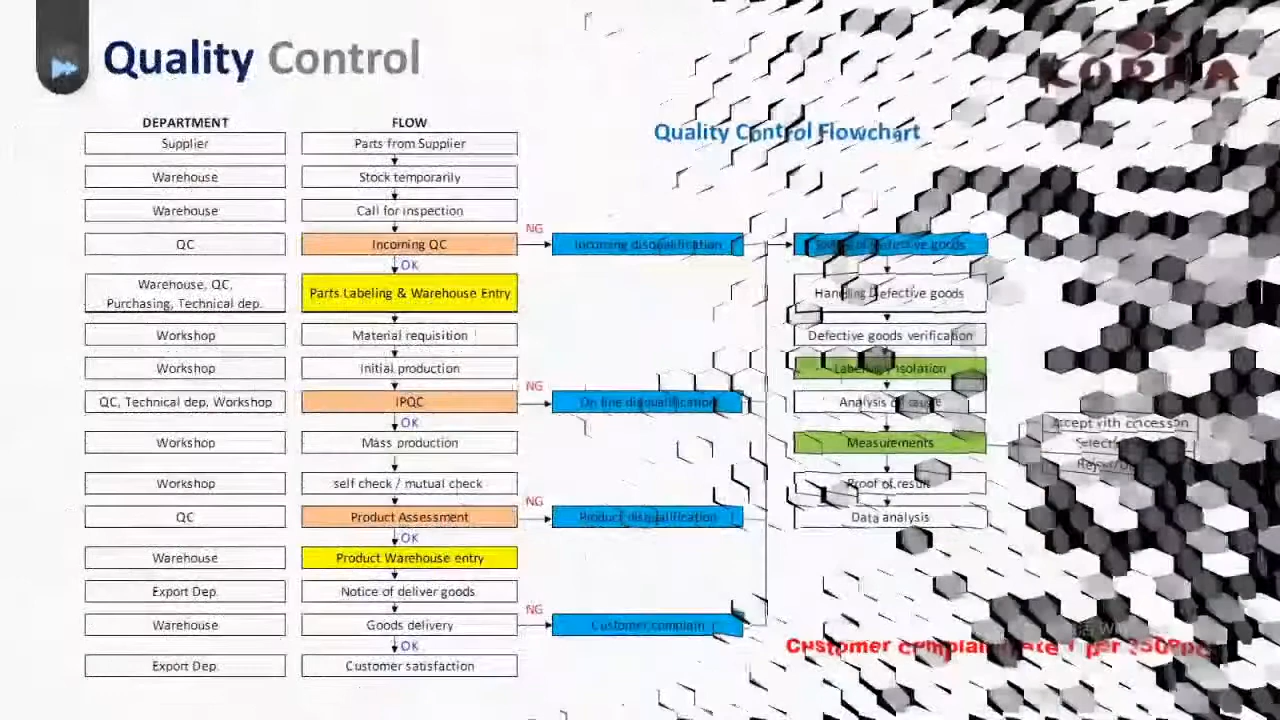 Quality Control
Quality Control Flowchart
DEPARTMENT FLOW
Supplier Parts from Supplier
Warehouse Stock temporarily
Warehouse Call for inspection
NG
QC Incoming QC Incoming disqualification
OK
Warehouse, QC,
Purchasing, Technical dep.
Parts Labeling & Warehouse Entry Handling Defective goods
Workshop Material requisition Defective goods verification
Workshop Initial production
NG
QC, Technical dep, Workshop IPQC On line disqualification Analysis
OK
Accept with concession
Workshop Mass production Measurements
Workshop self check / mutual check Proof of result
NG
QC Product Assessment Product disqualification Data analysis
OK
Warehouse Product Warehouse entry
Export Dep. Notice of deliver goods
NG
Warehouse Goods delivery Customer complain
OK
Customer
Export Dep. Customer satisfaction